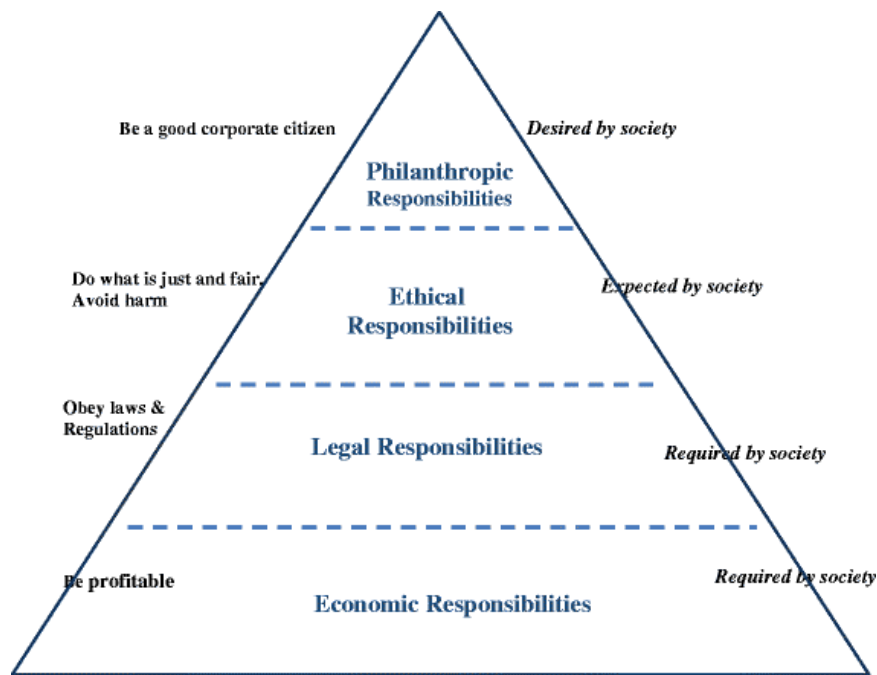 Be a good corporate citizen
Desired by society
Philanthropic
Responsibilities
Do what is just and fair,
Avoid harm
Expected by society
Ethical
Responsibilities
Obey laws &
Regulations
Legal Responsibilities
Required by society
Be profitable
Required by society
Economic Responsibilities